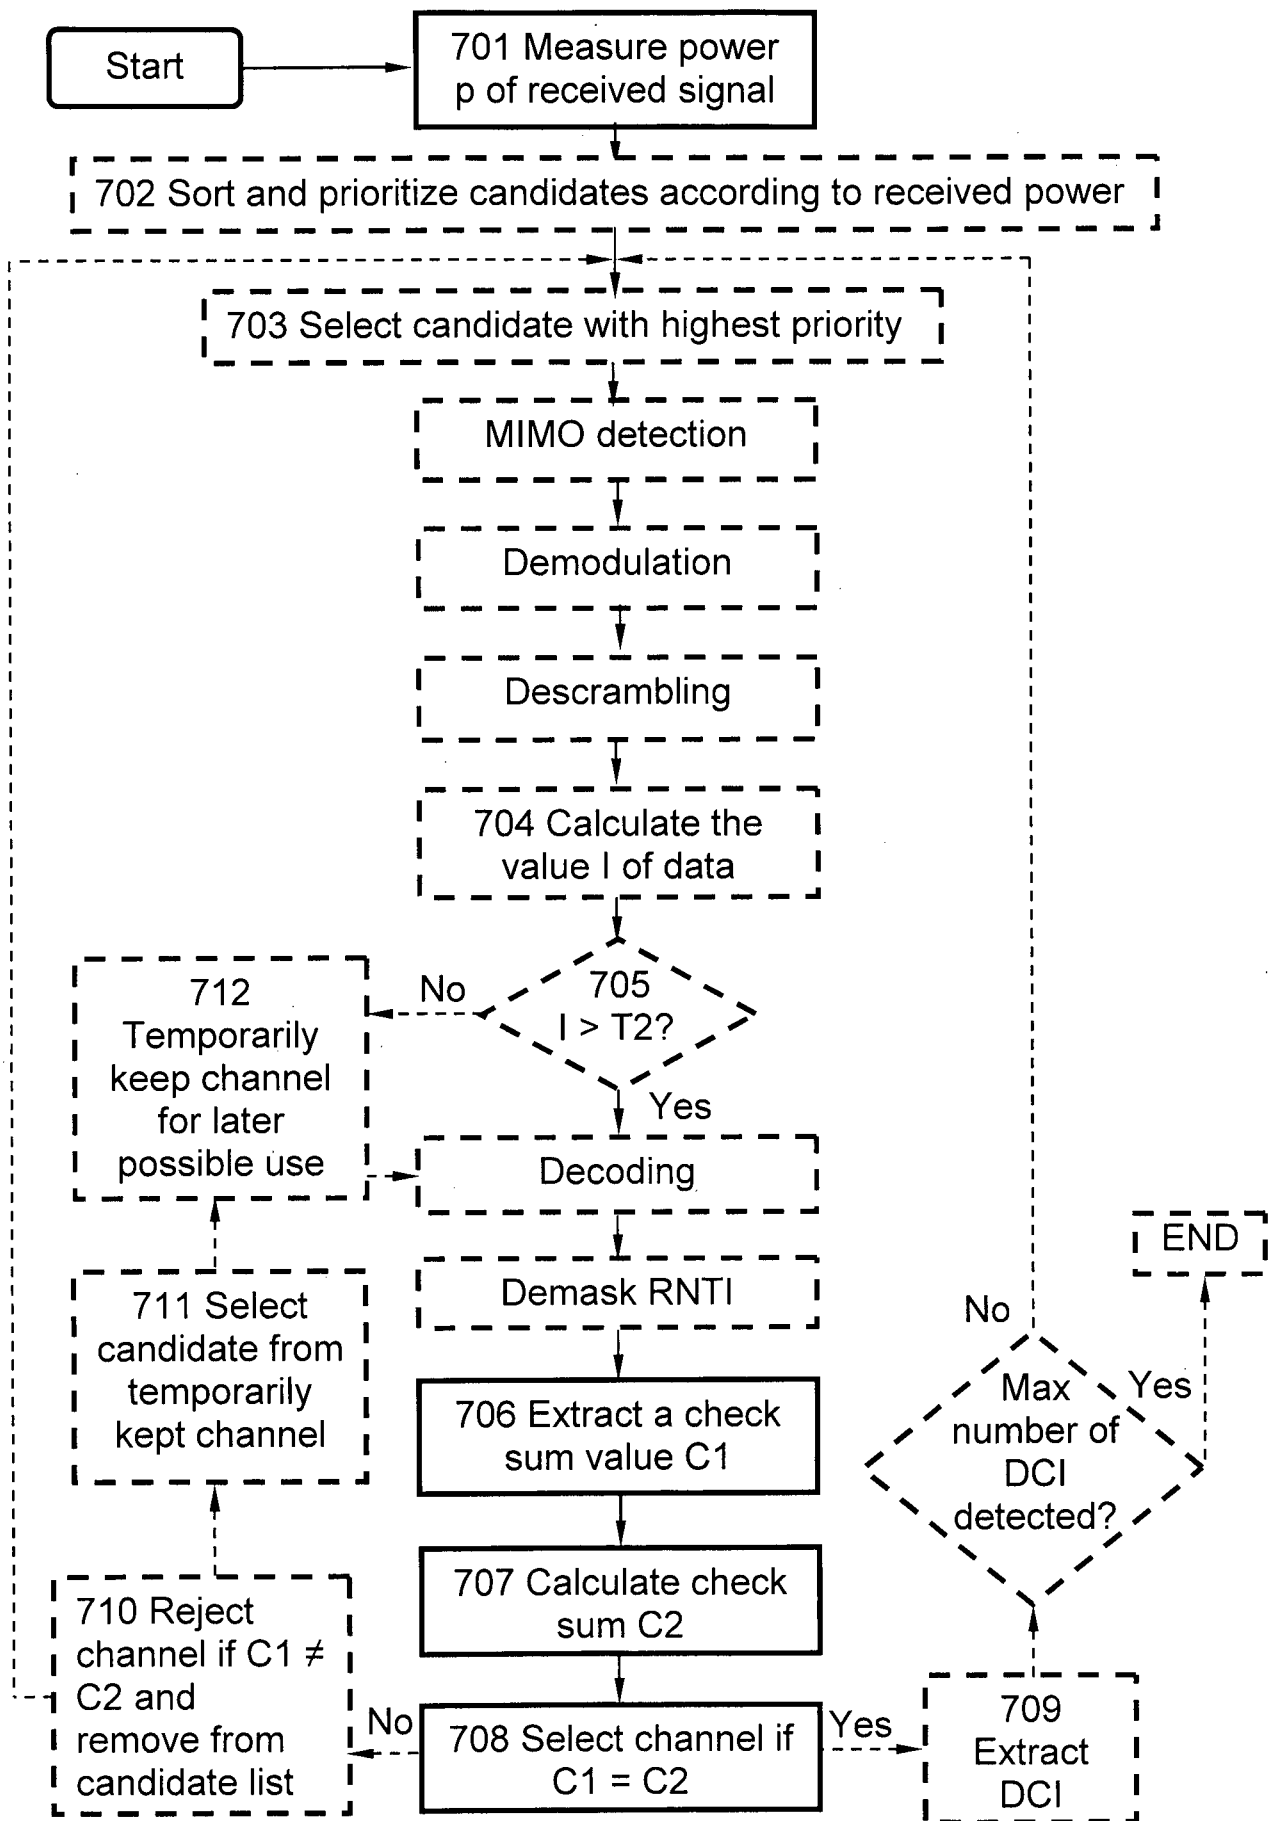 Start
701 Measure power
p of received signal
702 Sort and prioritize candidates according to received power
703 Select candidate with highest priority
MIMO detection
Demodulation
Descrambling
704 Calculate the
value I of data
705
I > T2?
No
Yes
712
Temporarily
keep channel
for later
possible use
Decoding
Demask RNTI
711 Select
candidate from
temporarily
kept channel
706 Extract a check
sum value C1
707 Calculate check
sum C2
708 Select channel if
C1 = C2
No
Yes
710 Reject
channel if C1 ≠
C2 and
remove from
candidate list
709
Extract
DCI
Max
number of
DCI
detected?
No
Yes
END